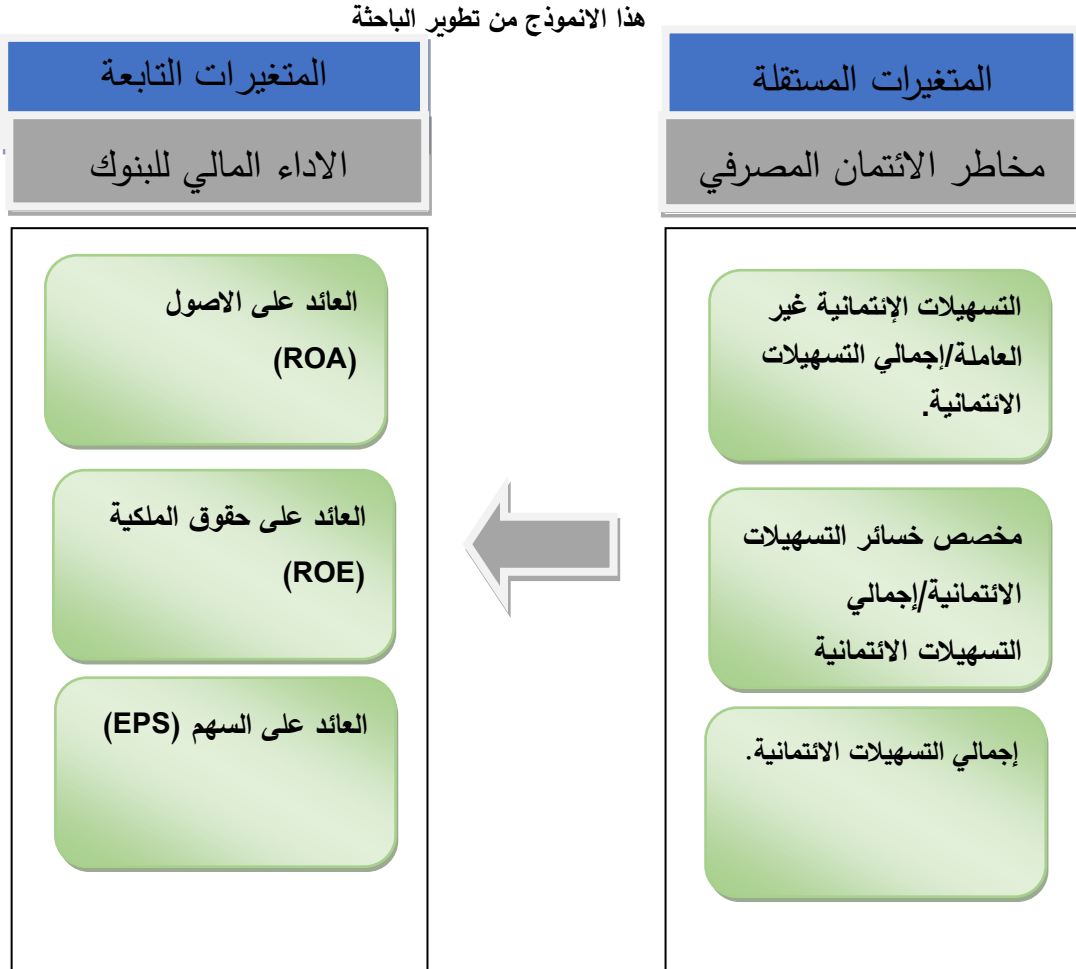 هذا الانموذج من تطوير الباحثة
المتغيرات المستقلة
مخاطر الائتمان المصرفي
التسهيلات الإئتمانية غير
العاملة/إجمالي التسهيلات
الائتمانية.
مخصص خسائر التسهيلات
الائتمانية/إجمالي
التسهيلات الائتمانية
إجمالي التسهيلات الائتمانية.
المتغيرات التابعة
الاداء المالي للبنوك
العائد على الاصول
(ROA)
العائد على حقوق الملكية
(ROE)
العائد على السهم (EPS)